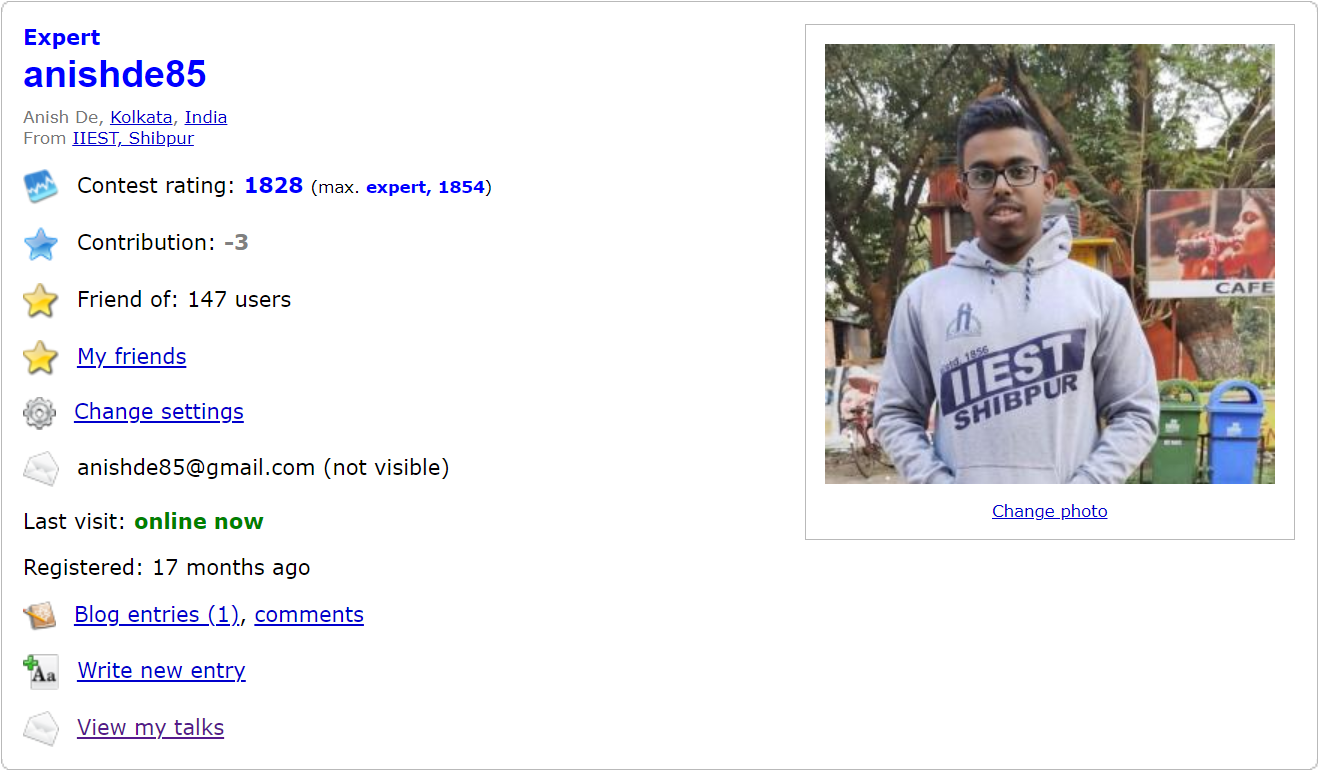 Expert
anishde85
Anish De, Kolkata, India
From IIEST, Shibpur
Contest rating: 1828 (max. expert, 1854)
Contribution: -3
Friend of: 147 users
My friends
Change settings
anishde85@gmail.com (not visible)
Last visit: online now
Registered: 17 months ago
Blog entries (1), comments
Aa Write new entry
View my talks
CAFE
Estd. 1856
IIEST
SHIBPUR
Change photo